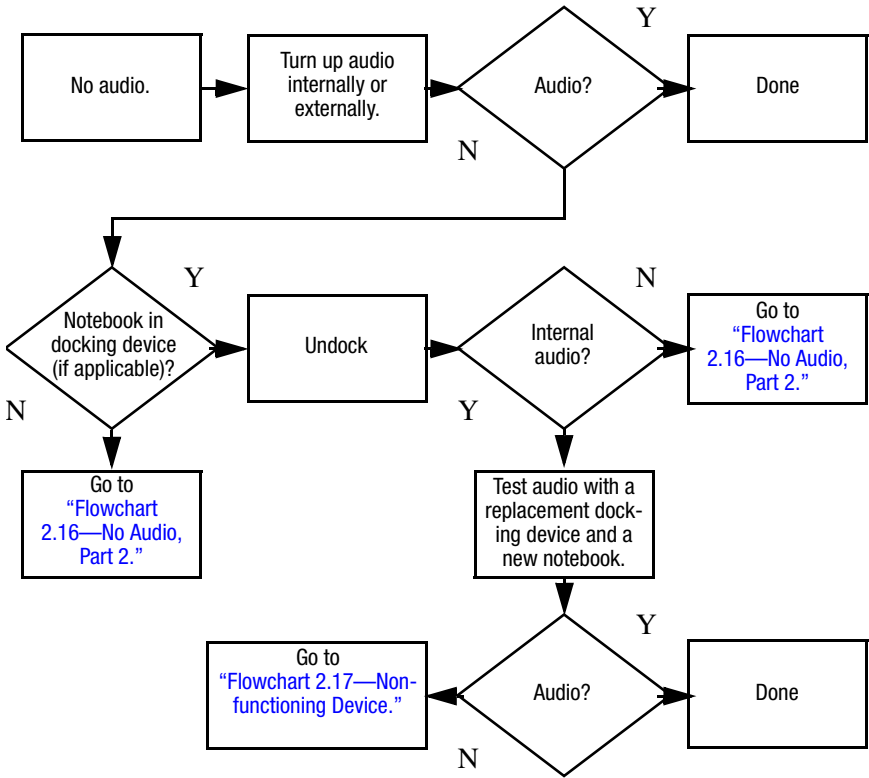 Y
No audio.
Turn up audio
internally or
externally.
Audio?
Done
N
Y
Notebook in
docking device
(if applicable)?
N
Undock
Internal
audio?
N
Y
Go to
“Flowchart
2.16—No Audio,
Part 2.”
Go to
“Flowchart
2.16—No Audio,
Part 2.”
Test audio with a
replacement dock-
ing device and a
new notebook.
Y
Go to
“Flowchart 2.17—Non-
functioning Device.”
Audio?
Done
N